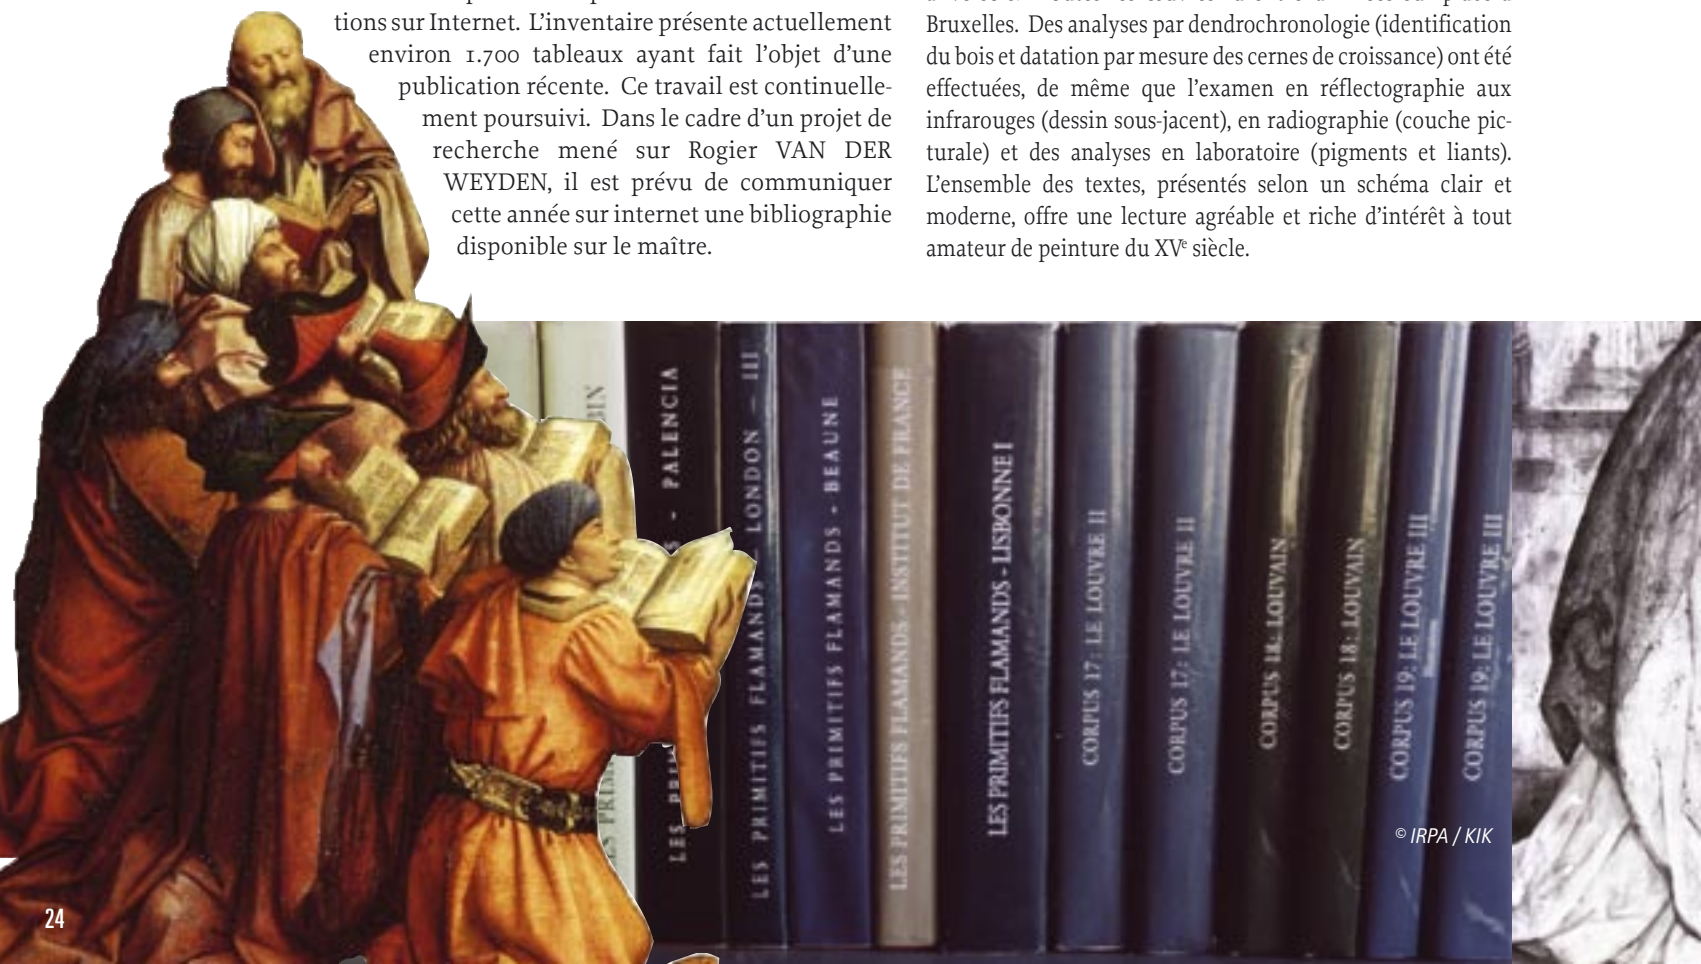 tions sur Internet. L’inventaire présente actuellement
environ 1.700 tableaux ayant fait l’objet d’une
publication récente. Ce travail est continuelle-
ment poursuivi. Dans le cadre d’un projet de
recherche mené sur Rogier VAN DER
WEYDEN, il est prévu de communiquer
cette année sur internet une bibliographie
disponible sur le maître.
Bruxelles. Des analyses par dendrochronologie (identification
du bois et datation par mesure des cernes de croissance) ont été
effectuées, de même que l’examen en réflectographie aux
infrarouges (dessin sous-jacent), en radiographie (couche pic-
turale) et des analyses en laboratoire (pigments et liants).
L’ensemble des textes, présentés selon un schéma clair et
moderne, offre une lecture agréable et riche d’intérêt à tout
amateur de peinture du XVe siècle.
LES - PALENCIA
LES PRIMITIFS FLAMANDS - LONDON - III
LES PRIMITIFS FLAMANDS - BEAUNE
LES PRIMITIFS FLAMANDS - INSTITUT DE FRANCE
LES PRIMITIFS FLAMANDS - LISBONNE I
CORPUS 17: LE LOUVRE II
CORPUS 17: LE LOUVRE II
CORPUS 18: LOUVAIN
CORPUS 18: LOUVAIN
CORPUS 19: LE LOUVRE III
CORPUS 19: LE LOUVRE III
© IRPA / KIK
24